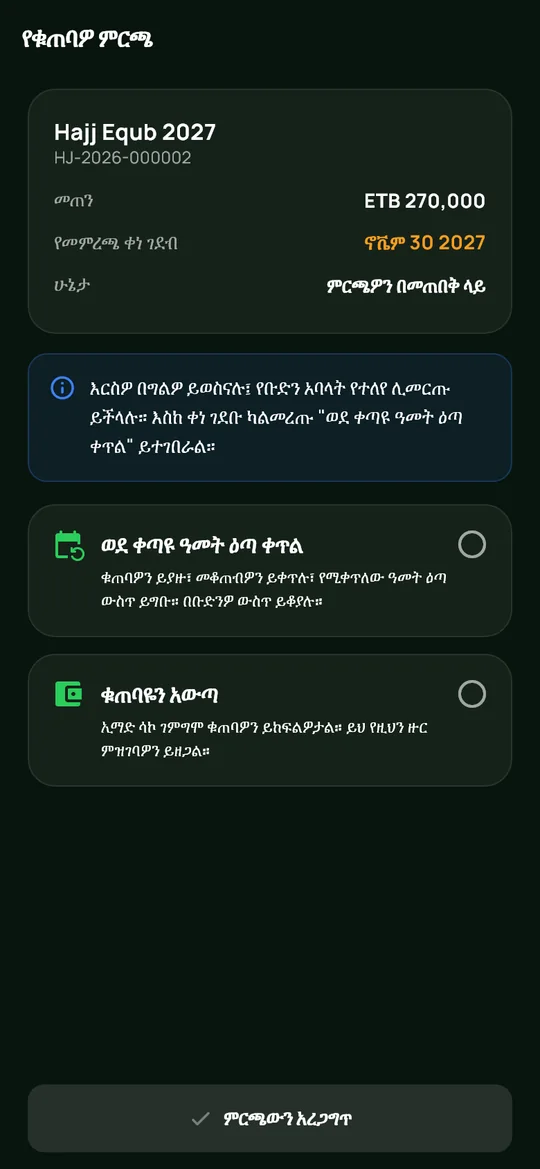 የቁጠባዎ ምርጫ
Hajj Equb 2027
HJ-2026-000002
መጠን
ETB 270,000
የመምረጫ ቀነ ገደብ
ኖቬም 30 2027
ሁኔታ
ምርጫዎን በመጠበቅ ላይ
እርስዎ በግልዎ ይወስናሉ፤ የቡድን አባላት የተለየ ሊመርጡ
ይችላሉ። እስከ ቀነ ገደቡ ካልመረጡ "ወደ ቀጣዩ ዓመት ዕጣ
ቀጥል" ይተገበራል።
ወደ ቀጣዩ ዓመት ዕጣ ቀጥል
ቁጠባዎን ይያዙ፣ መቆጠብዎን ይቀጥሉ፣ የሚቀጥለው ዓመት ዕጣ
ውስጥ ይግቡ። በቡድንዎ ውስጥ ይቆያሉ።
ቁጠባዬን አውጣ
ኢማድ ሳኮ ገምግሞ ቁጠባዎን ይከፍልዎታል። ይህ የዚህን ዙር
ምዝገባዎን ይዘጋል።
ምርጫውን አረጋግጥ